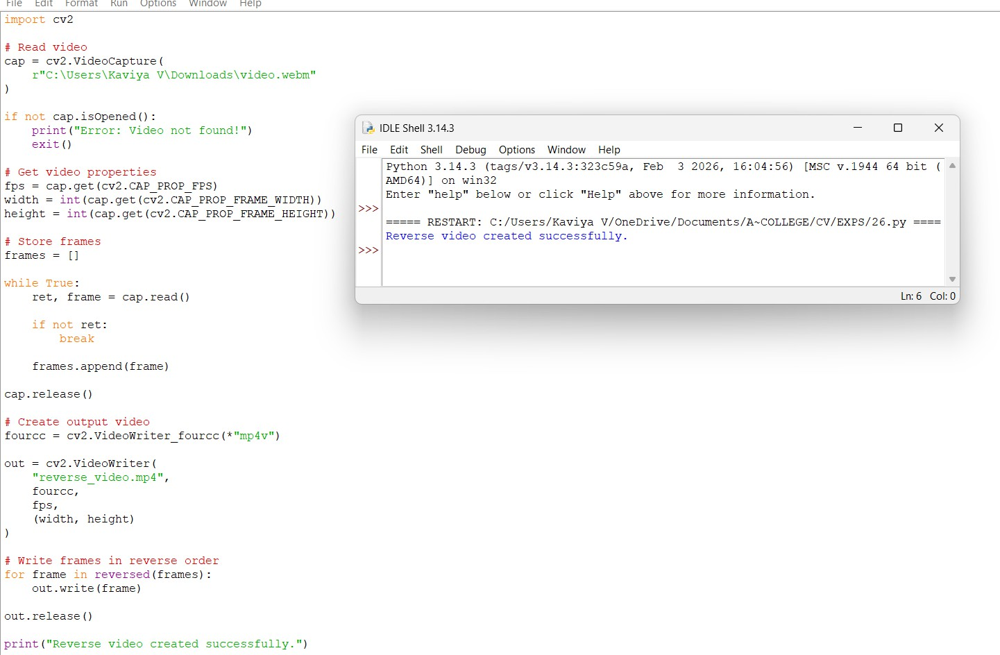 File Edit Format Run Options Window Help
import cv2

# Read video
cap = cv2.VideoCapture(
    r"C:\Users\Kaviya V\Downloads\video.webm"
)

if not cap.isOpened():
    print("Error: Video not found!")
    exit()

# Get video properties
fps = cap.get(cv2.CAP_PROP_FPS)
width = int(cap.get(cv2.CAP_PROP_FRAME_WIDTH))
height = int(cap.get(cv2.CAP_PROP_FRAME_HEIGHT))

# Store frames
frames = []

while True:
    ret, frame = cap.read()

    if not ret:
        break

    frames.append(frame)

cap.release()

# Create output video
fourcc = cv2.VideoWriter_fourcc(*"mp4v")

out = cv2.VideoWriter(
    "reverse_video.mp4",
    fourcc,
    fps,
    (width, height)
)

# Write frames in reverse order
for frame in reversed(frames):
    out.write(frame)

out.release()

print("Reverse video created successfully.")
IDLE Shell 3.14.3
File Edit Shell Debug Options Window Help
Python 3.14.3 (tags/v3.14.3:323c59a, Feb  3 2026, 16:04:56) [MSC v.1944 64 bit (
AMD64)] on win32
Enter "help" below or click "Help" above for more information.
>>>
===== RESTART: C:/Users/Kaviya V/OneDrive/Documents/A~COLLEGE/CV/EXPS/26.py ====
Reverse video created successfully.
>>>
Ln: 6 Col: 0